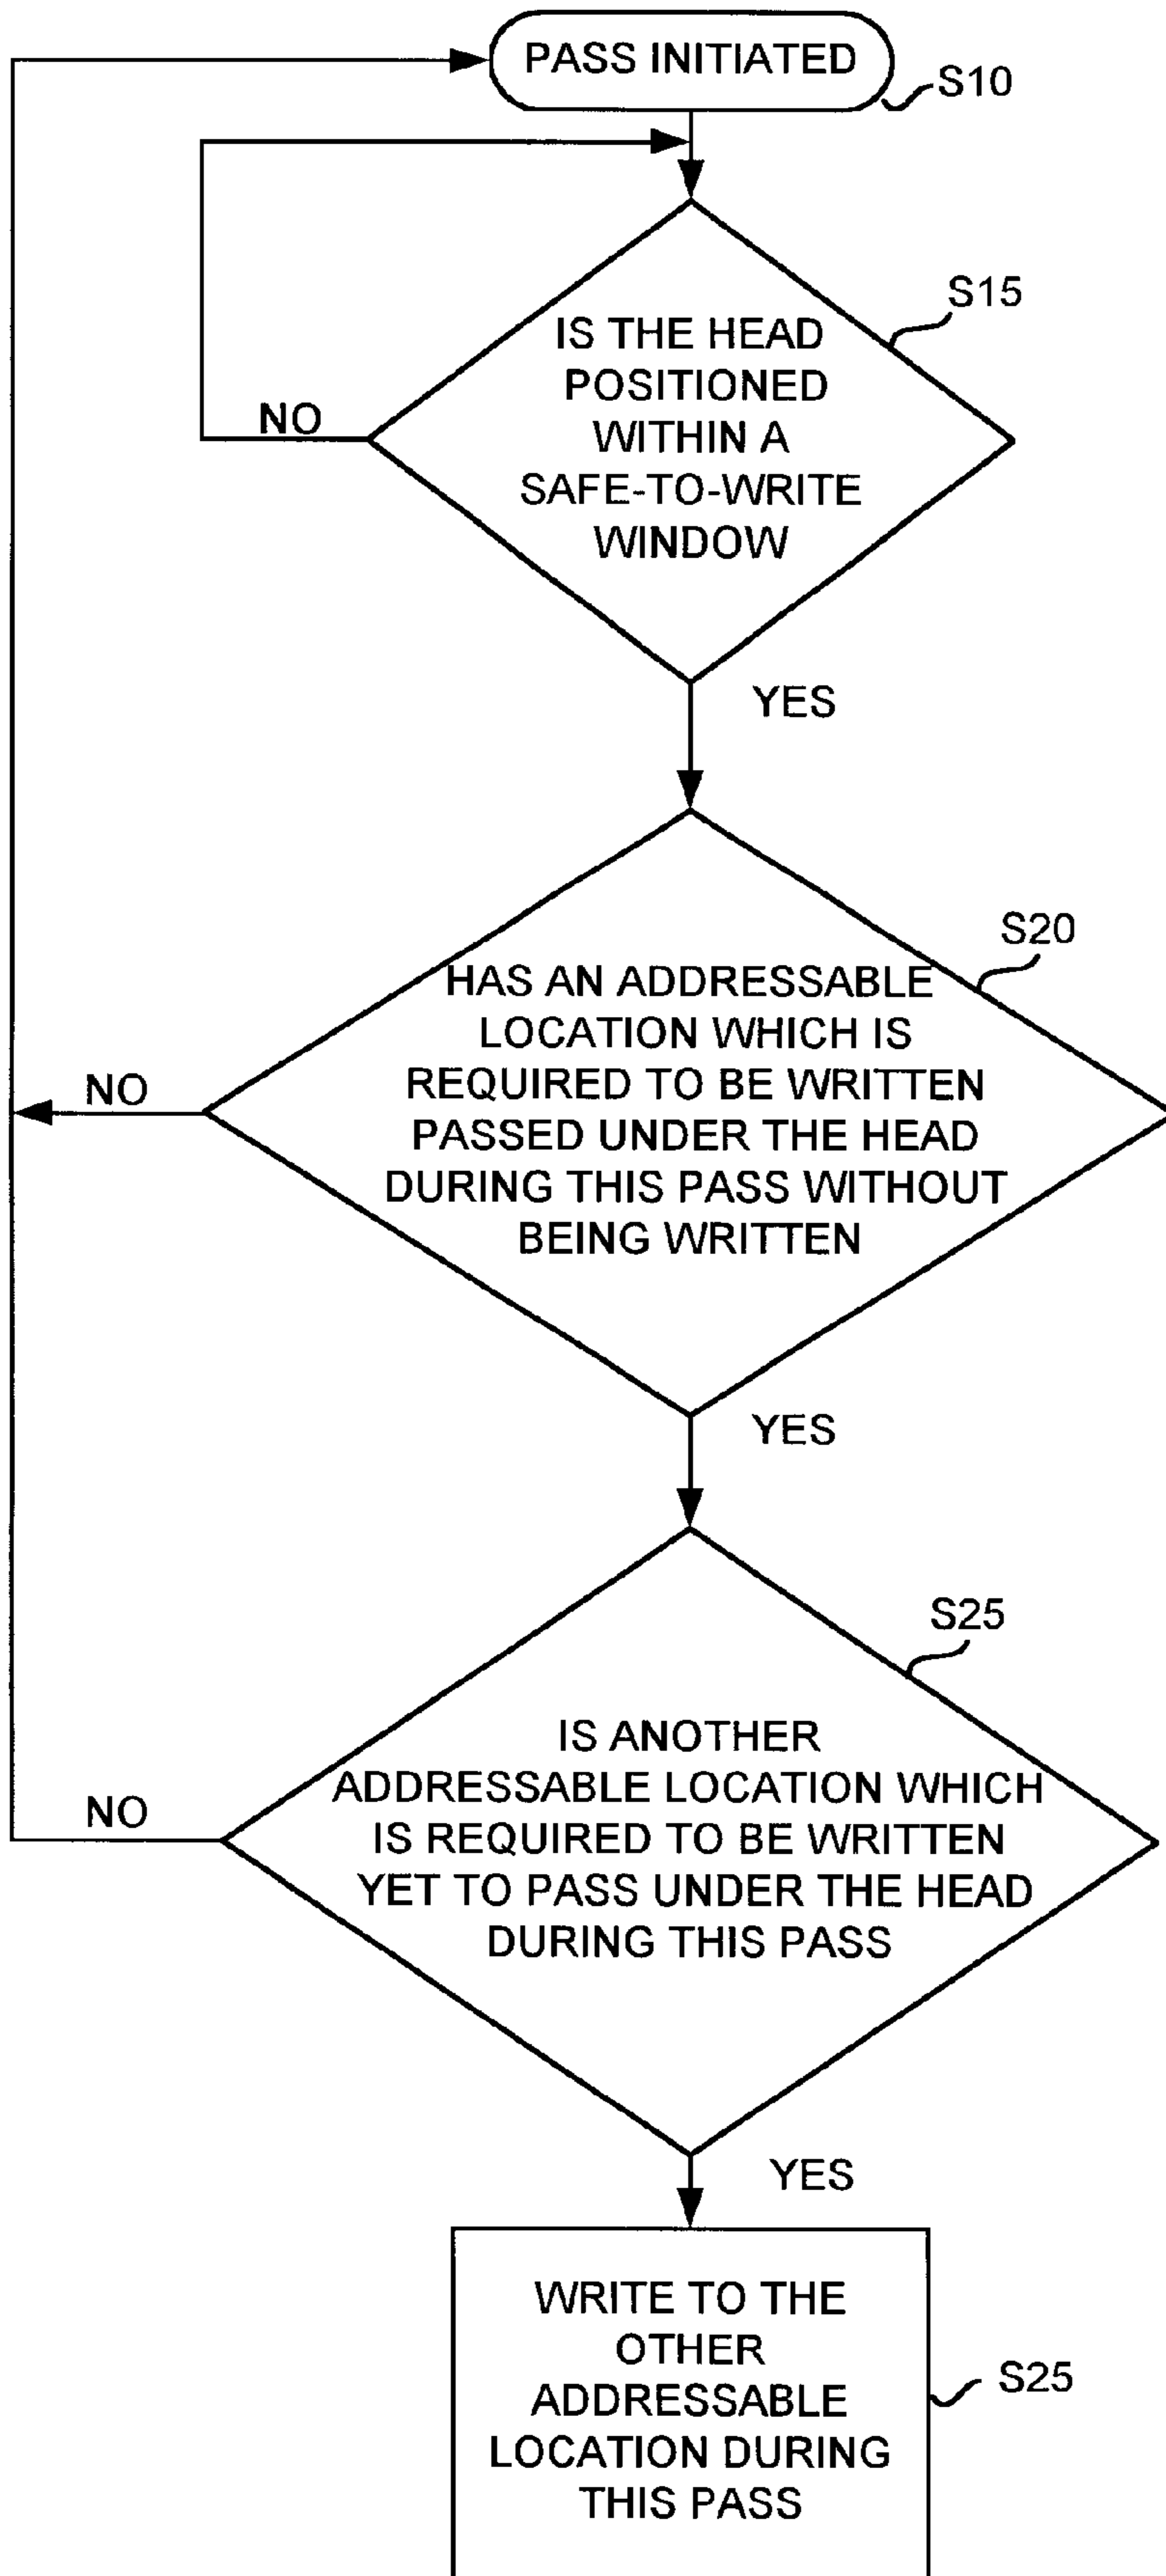 PASS INITIATED
S10
S15
IS THE HEAD
POSITIONED
WITHIN A
SAFE-TO-WRITE
WINDOW
NO
YES
S20
HAS AN ADDRESSABLE
LOCATION WHICH IS
REQUIRED TO BE WRITTEN
PASSED UNDER THE HEAD
DURING THIS PASS WITHOUT
BEING WRITTEN
NO
YES
S25
IS ANOTHER
ADDRESSABLE LOCATION WHICH
IS REQUIRED TO BE WRITTEN
YET TO PASS UNDER THE HEAD
DURING THIS PASS
NO
YES
WRITE TO THE
OTHER
ADDRESSABLE
LOCATION DURING
THIS PASS
S25